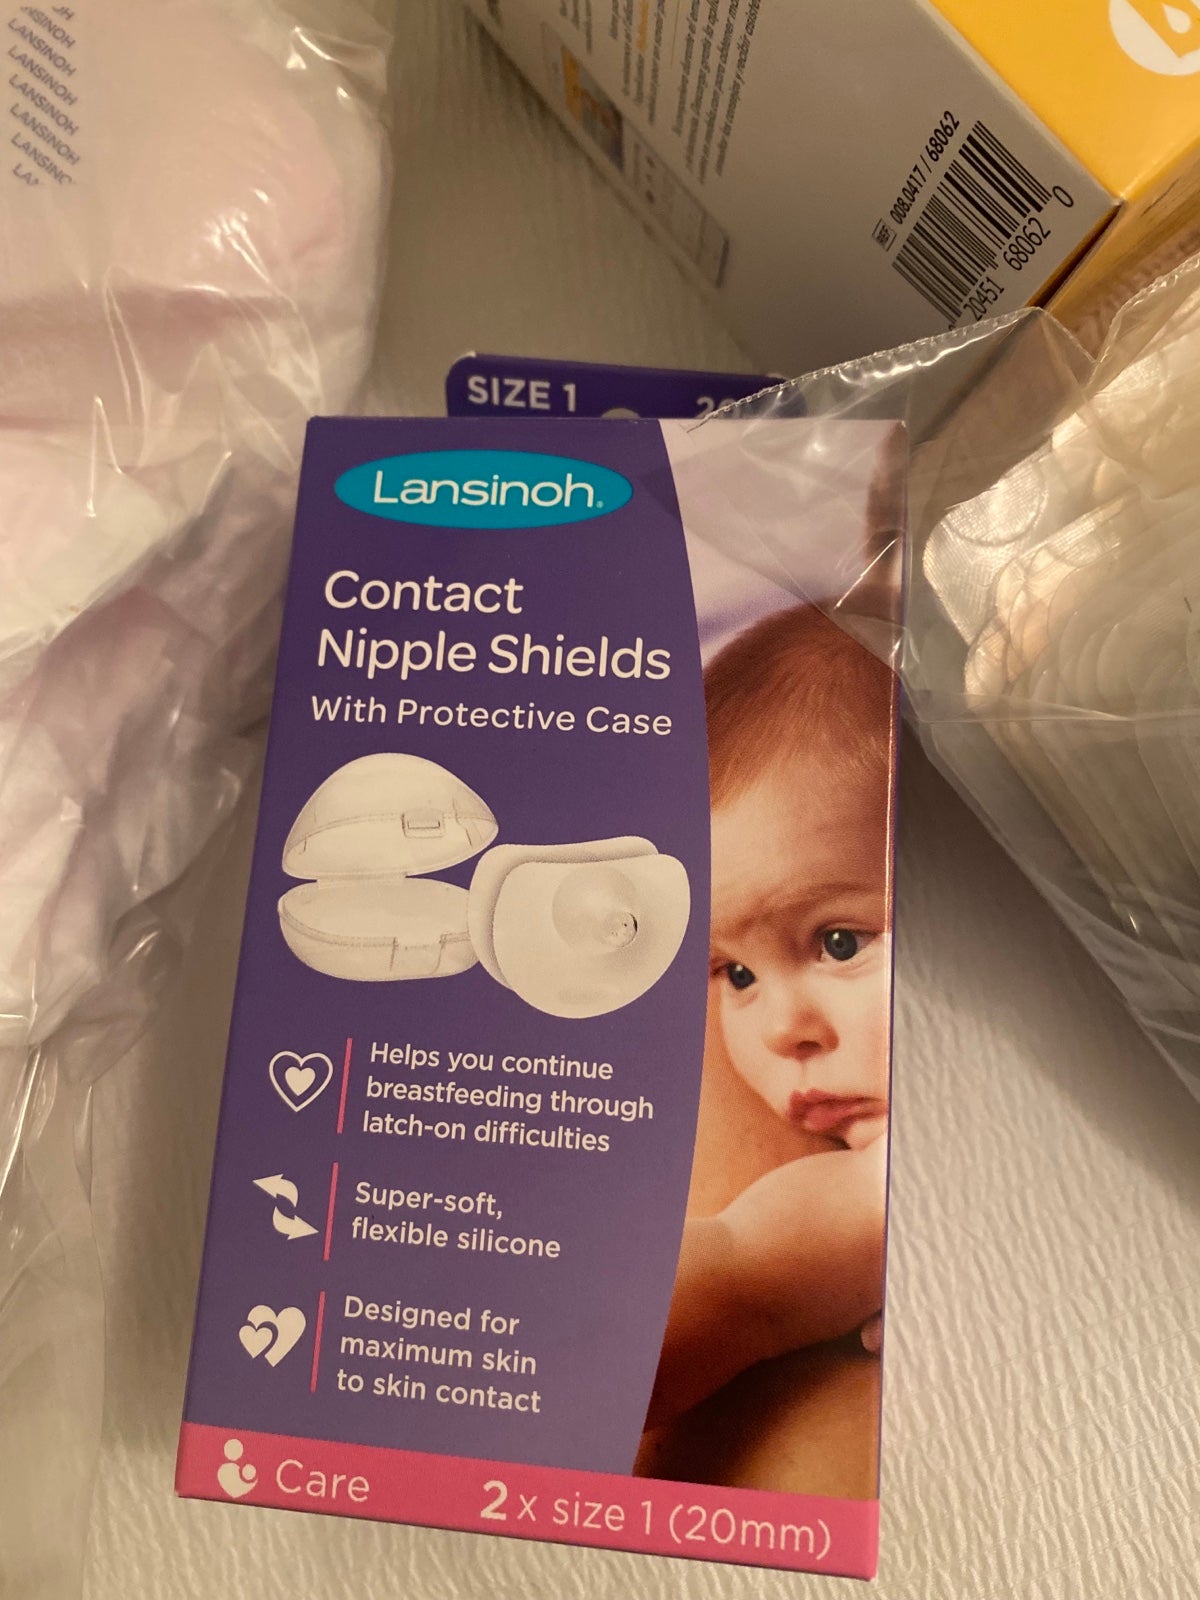 LANSINOH
LANSINOH
LANSINOH
LANSINOH
LANSINOH
REF 008.0417 / 68062
20451 68062 0
SIZE 1
Lansinoh®
Contact
Nipple Shields
With Protective Case
Helps you continue
breastfeeding through
latch-on difficulties
Super-soft,
flexible silicone
Designed for
maximum skin
to skin contact
Care
2 x size 1 (20mm)